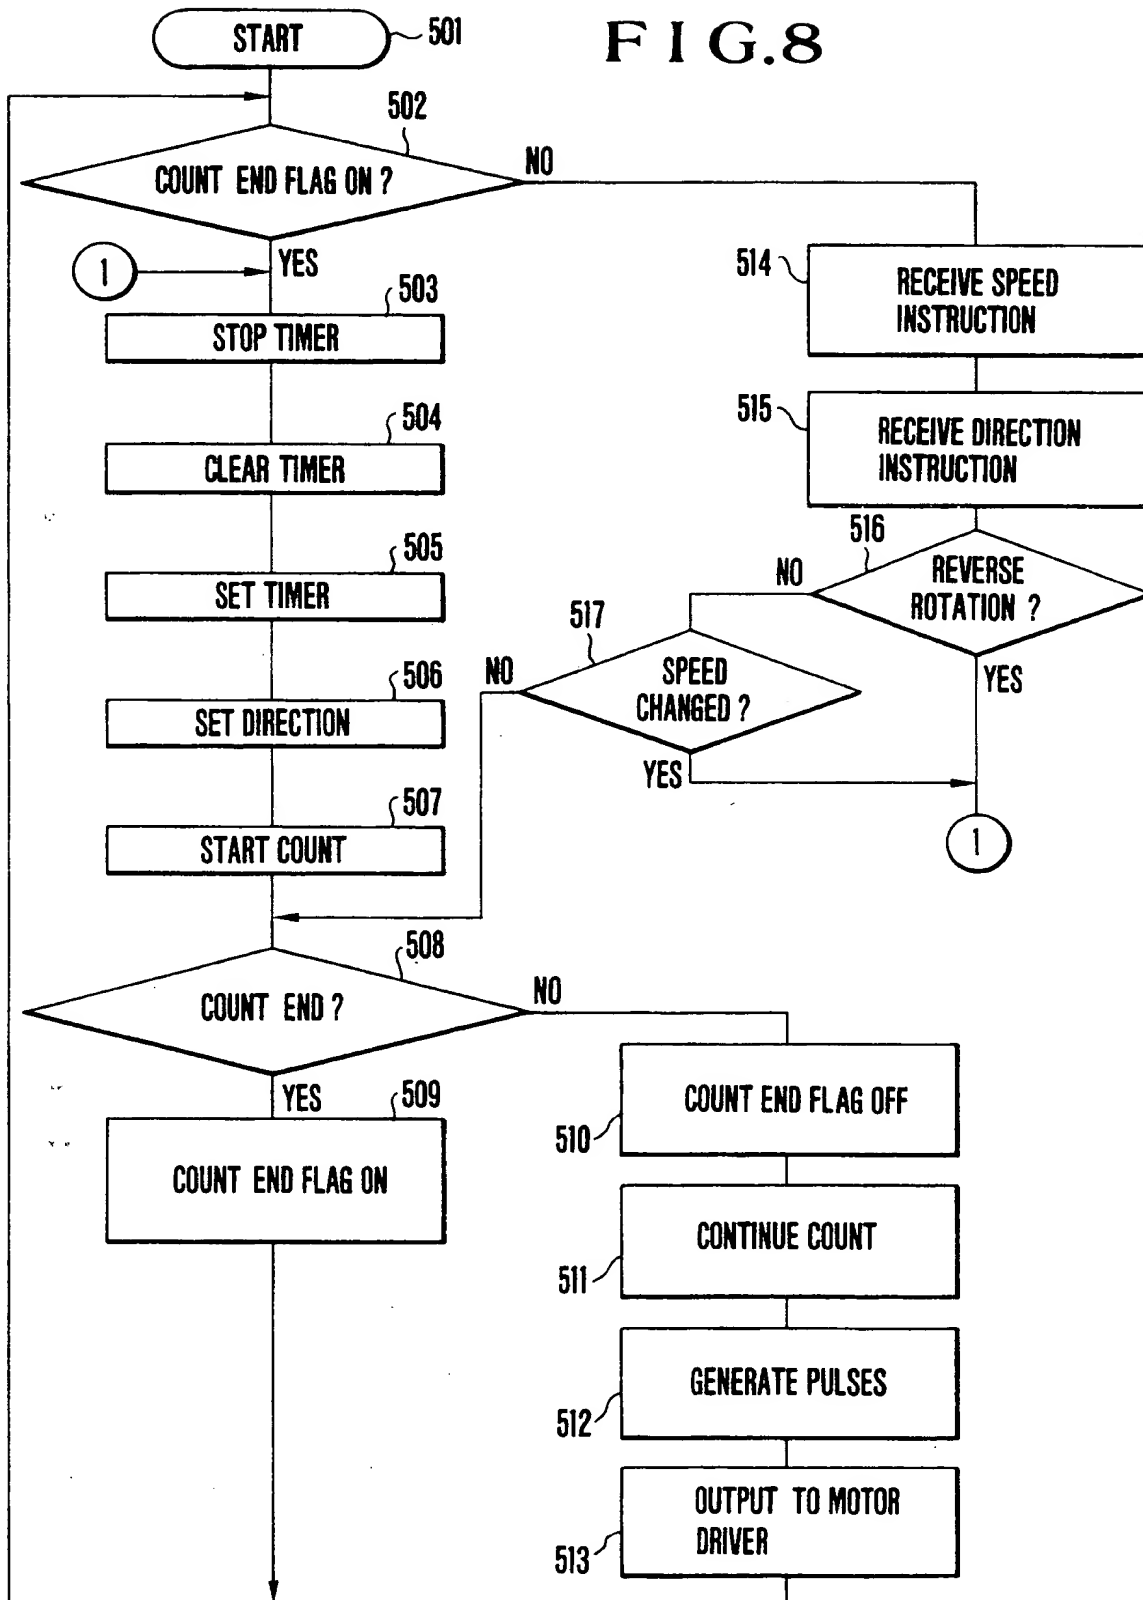 FIG.8
START
501
502
COUNT END FLAG ON ?
NO
YES
1
503
STOP TIMER
504
CLEAR TIMER
505
SET TIMER
506
SET DIRECTION
507
START COUNT
514
RECEIVE SPEED
INSTRUCTION
515
RECEIVE DIRECTION
INSTRUCTION
516
REVERSE
ROTATION ?
NO
YES
517
SPEED
CHANGED ?
NO
YES
1
508
COUNT END ?
NO
YES
509
COUNT END FLAG ON
COUNT END FLAG OFF
510
CONTINUE COUNT
511
GENERATE PULSES
512
OUTPUT TO MOTOR
DRIVER
513